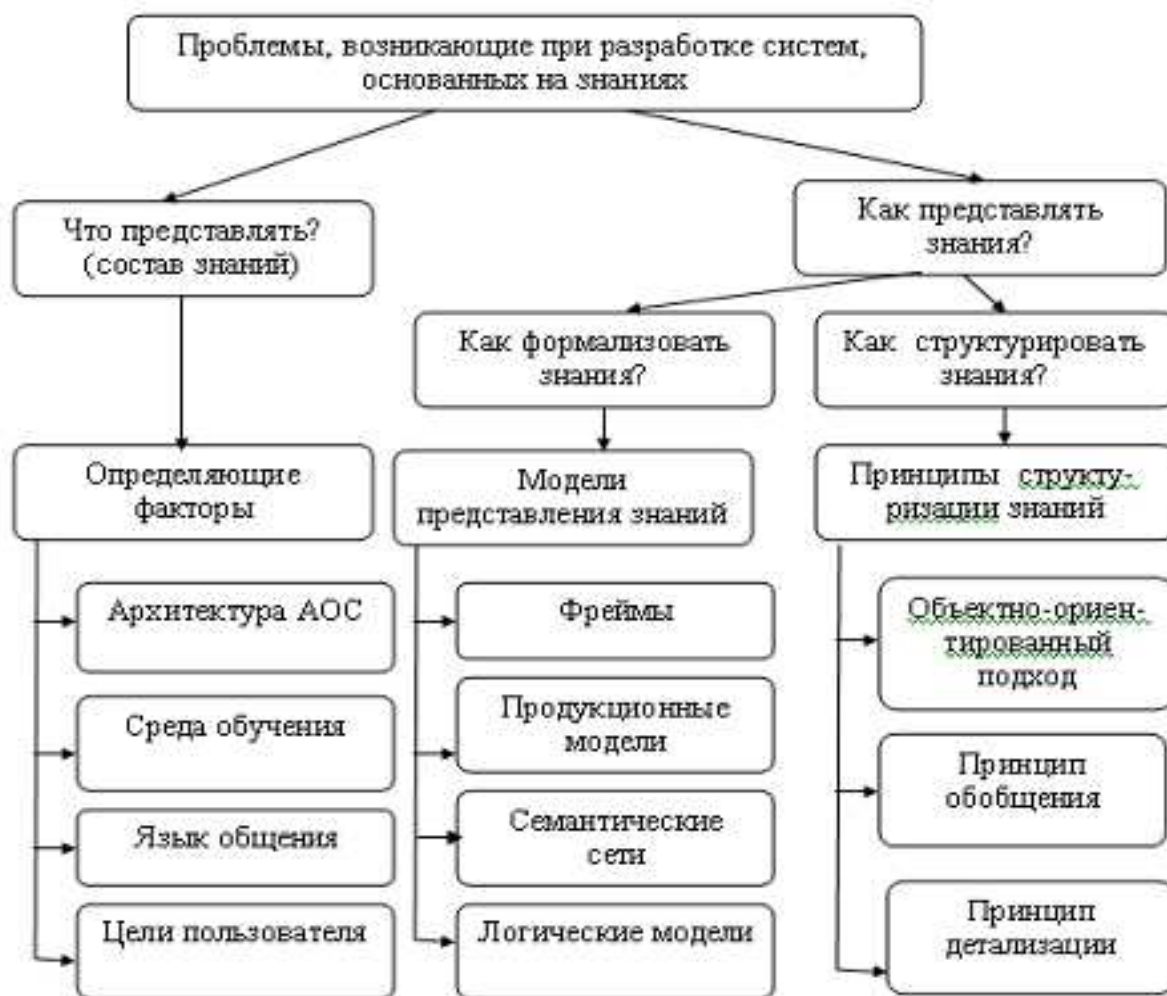 Проблемы, возникающие при разработке систем,
основанных на знаниях
Что представлять?
(состав знаний)
Как представлять
знания?
Как формализовать
знания?
Как структурировать
знания?
Определяющие
факторы
Модели
представления знаний
Принципы структу-
ризации знаний
Архитектура АОС
Среда обучения
Язык общения
Цели пользователя
Фреймы
Продукционные
модели
Семантические
сети
Логические модели
Объектно-ориен-
тированный
подход
Принцип
обобщения
Принцип
детализации